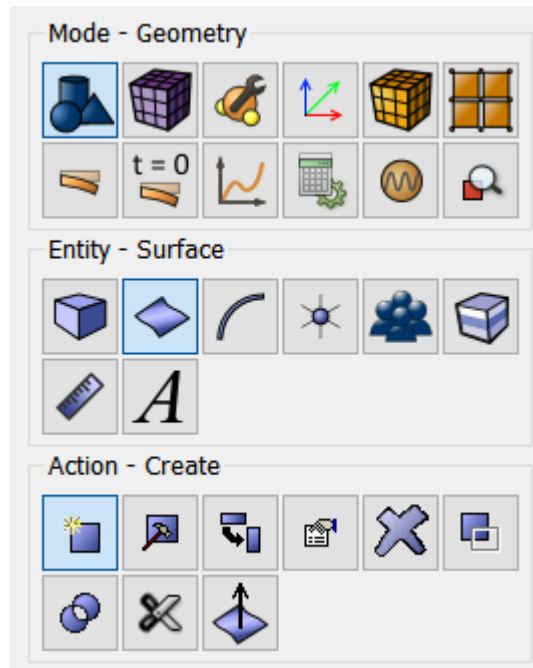 Mode - Geometry
t = 0
Entity - Surface
A
Action - Create